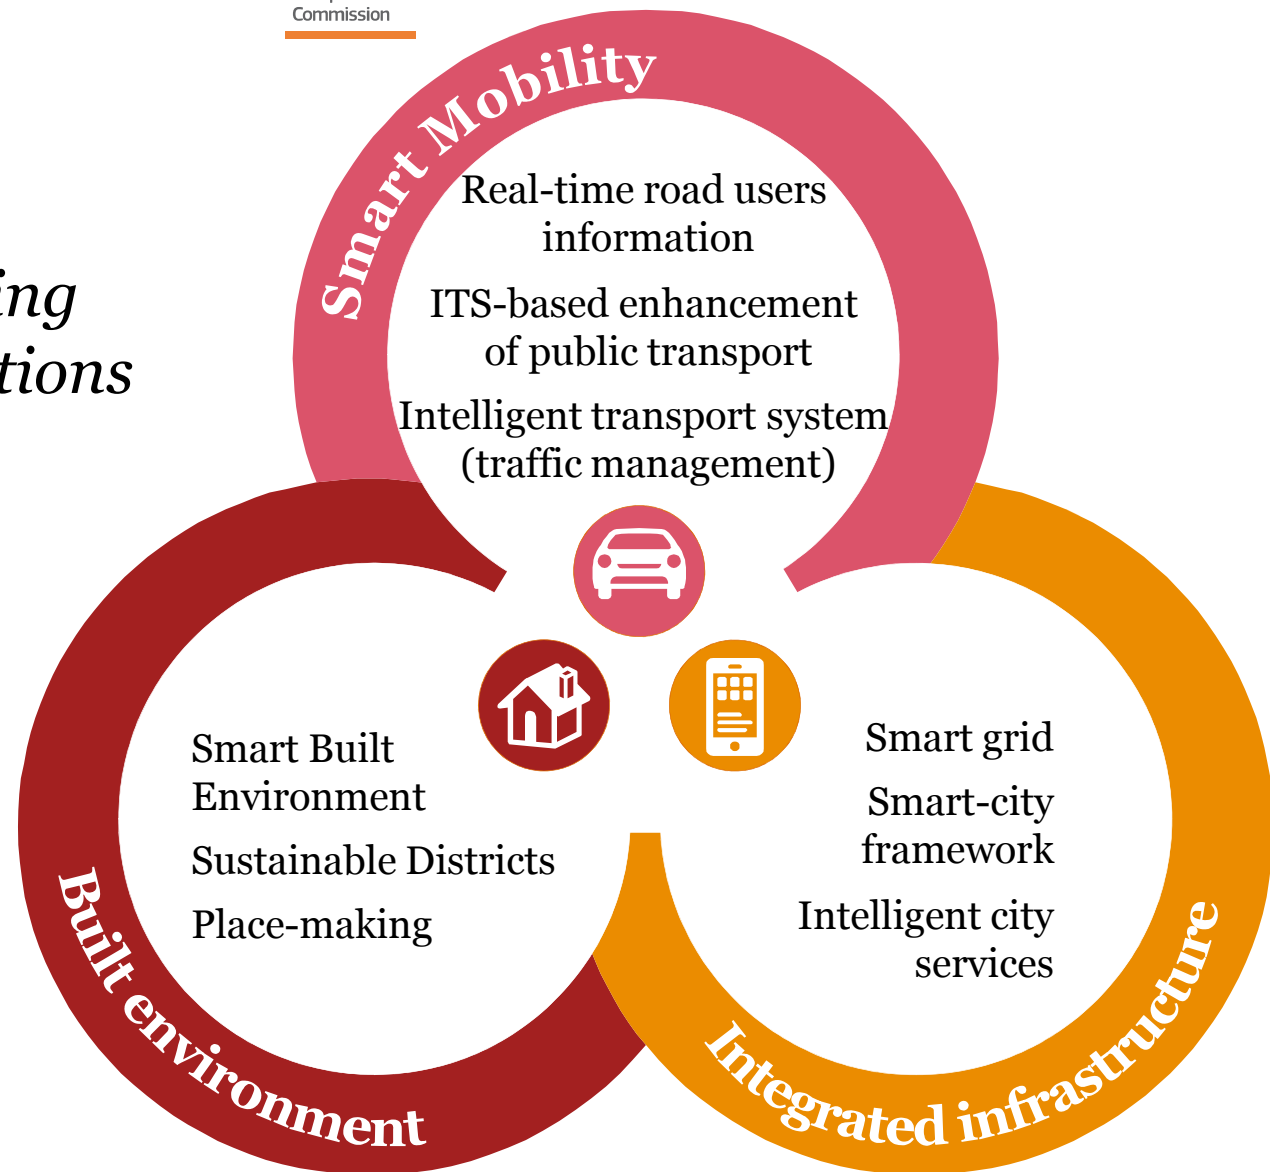 Commission
Smart Mobility
Real-time road users
information
ITS-based enhancement
of public transport
Intelligent transport system
(traffic management)
Smart Built
Environment
Sustainable Districts
Place-making
Built environment
Smart grid
Smart-city
framework
Intelligent city
services
Integrated infrastructure